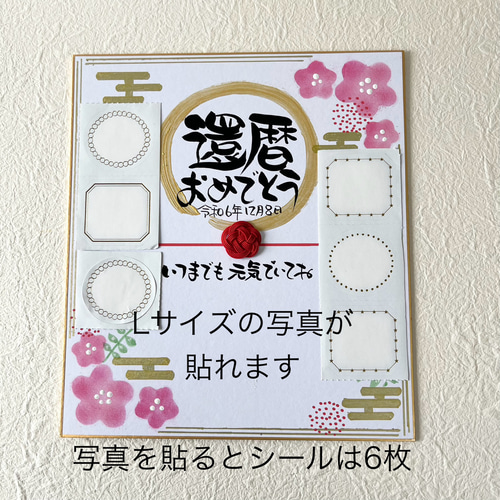 還暦
おめでとう
令和6年12月8日
いつまでも元気でいてね
Lサイズの写真が
貼れます
写真を貼るとシールは6枚